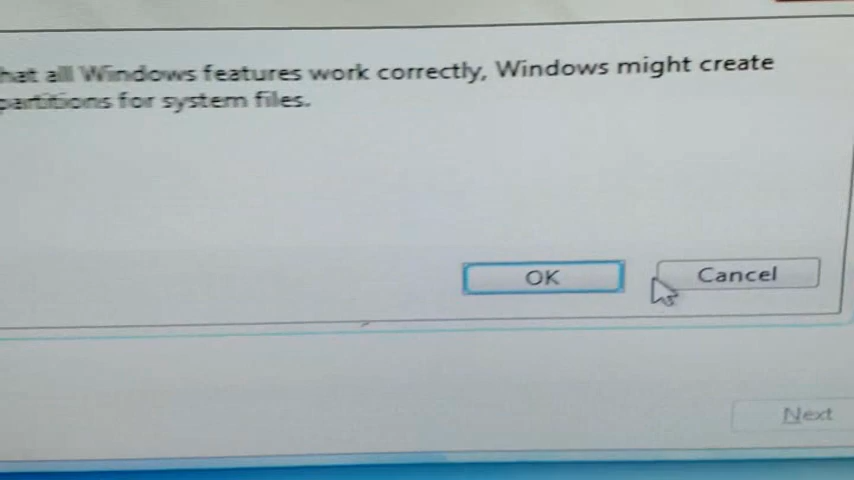 hat all Windows features work correctly, Windows might create
partitions for system files.
OK
Cancel
Next